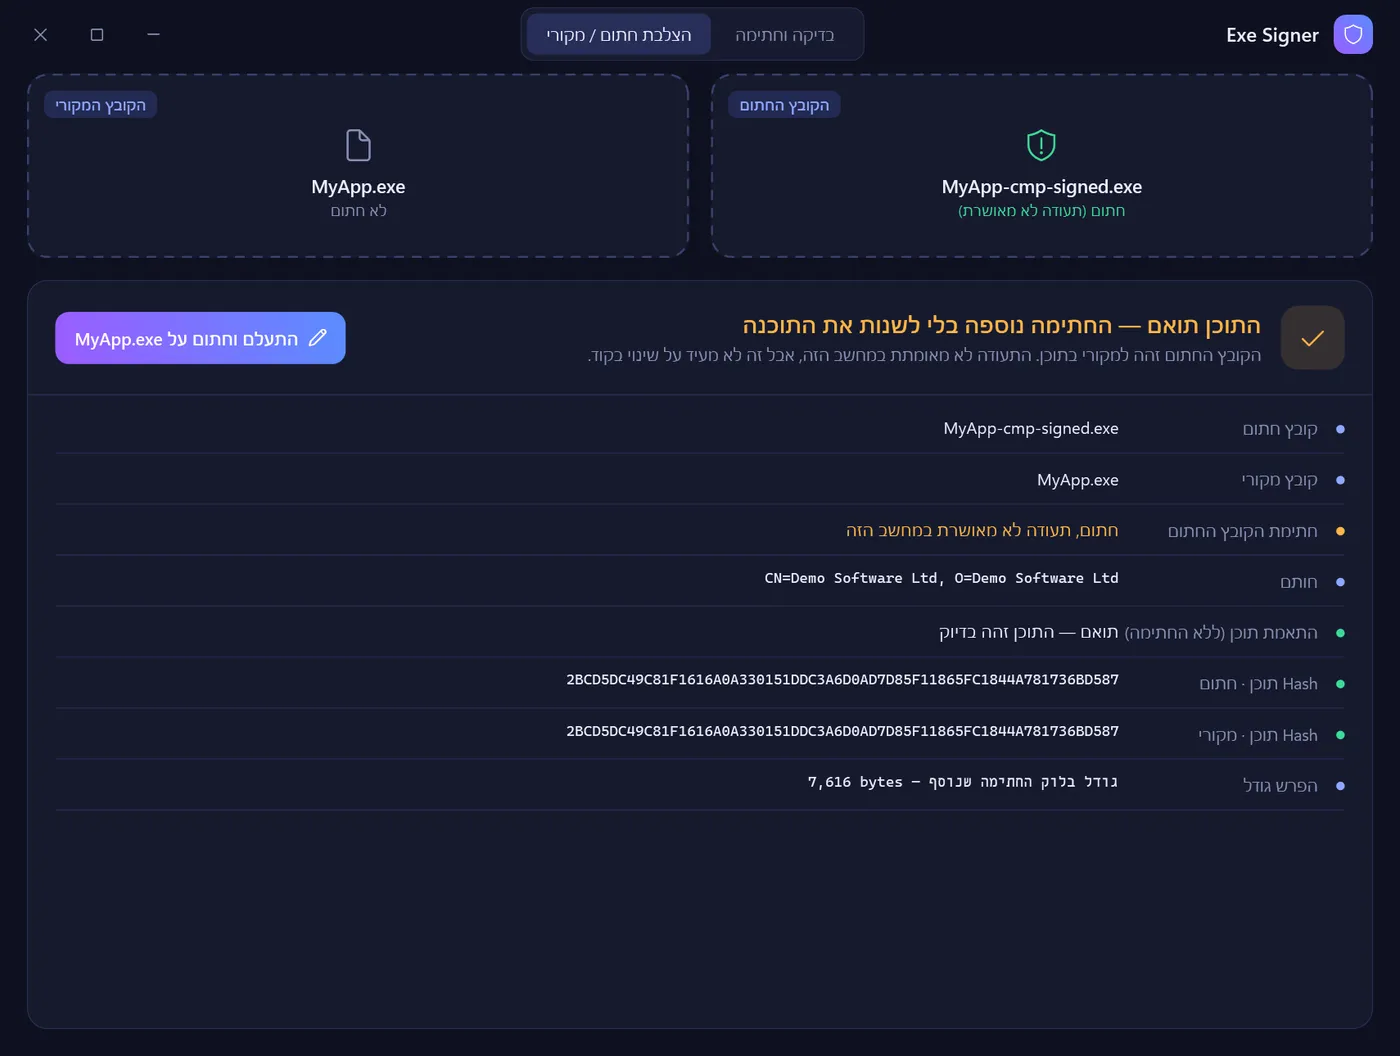 Exe Signer
בדיקה וחתימה
הצלבת חתום / מקורי
הקובץ החתום
MyApp-cmp-signed.exe
חתום (תעודה לא מאושרת)
הקובץ המקורי
MyApp.exe
לא חתום
התוכן תואם — החתימה נוספה בלי לשנות את התוכנה
הקובץ החתום זהה למקורי בתוכן. התעודה לא מאומתת במחשב הזה, אבל זה לא מעיד על שינוי בקוד.
התעלם וחתום על MyApp.exe
קובץ חתום MyApp-cmp-signed.exe
קובץ מקורי MyApp.exe
חתימת הקובץ החתום חתום, תעודה לא מאושרת במחשב הזה
חותם CN=Demo Software Ltd, O=Demo Software Ltd
התאמת תוכן (ללא החתימה) תואם — התוכן זהה בדיוק
Hash תוכן · חתום 2BCD5DC49C81F1616A0A330151DDC3A6D0AD7D85F11865FC1844A781736BD587
Hash תוכן · מקורי 2BCD5DC49C81F1616A0A330151DDC3A6D0AD7D85F11865FC1844A781736BD587
הפרש גודל גודל בלוק החתימה שנוסף — 7,616 bytes